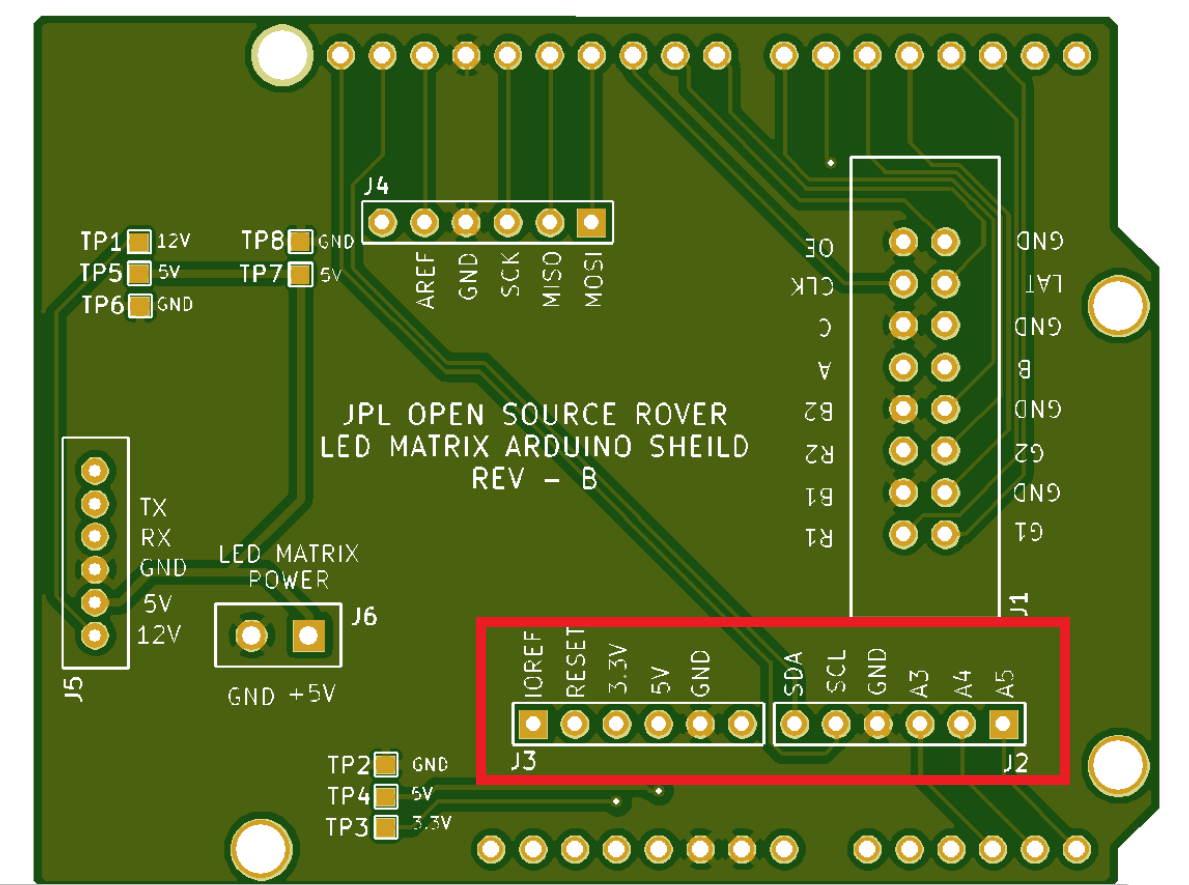 J4
TP1 12V
TP8 GND
TP5 5V
TP7 5V
TP6 GND
AREF
GND
SCK
MISO
MOSI
OE
GND
CLK
LAT
C
GND
A
B
B2
GND
R2
G2
B1
GND
R1
G1
J1
JPL OPEN SOURCE ROVER
LED MATRIX ARDUINO SHEILD
REV - B
TX
RX
GND
5V
12V
J5
LED MATRIX
POWER
J6
GND +5V
IOREF
RESET
3.3V
5V
GND
SDA
SCL
GND
A3
A4
A5
J3
J2
TP2 GND
TP4 5V
TP3 3.3V